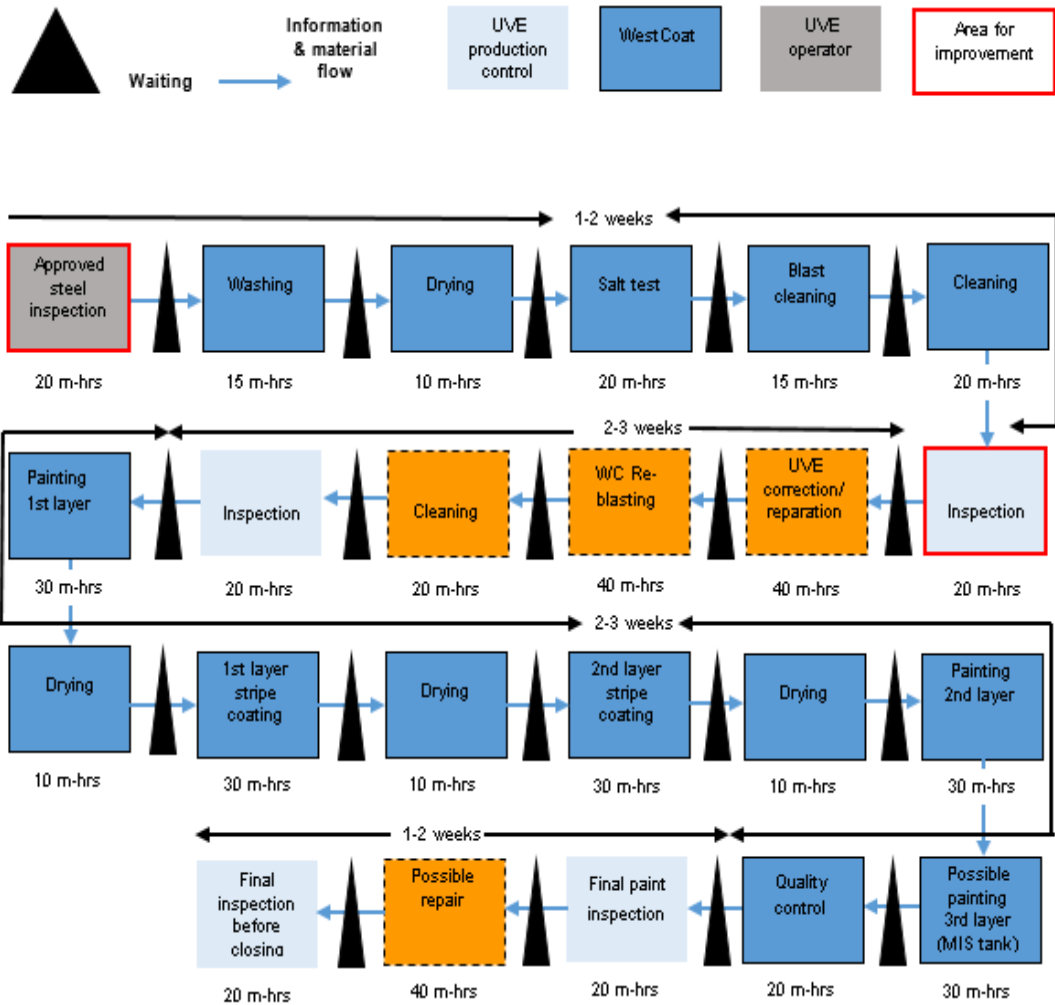 Waiting
Information
& material
flow
UVE
production
control
WestCoat
UVE
operator
Area for
improvement
1-2 weeks
Approved
steel
inspection
Washing
Drying
Salt test
Blast
cleaning
Cleaning
20 m-hrs
15 m-hrs
10 m-hrs
20 m-hrs
15 m-hrs
20 m-hrs
2-3 weeks
Painting
1st layer
Inspection
Cleaning
WC Re-
blasting
UVE
correction/
reparation
Inspection
30 m-hrs
20 m-hrs
20 m-hrs
40 m-hrs
40 m-hrs
20 m-hrs
2-3 weeks
Drying
1st layer
stripe
coating
Drying
2nd layer
stripe
coating
Drying
Painting
2nd layer
10 m-hrs
30 m-hrs
10 m-hrs
30 m-hrs
10 m-hrs
30 m-hrs
1-2 weeks
Final
inspection
before
closing
Possible
repair
Final paint
inspection
Quality
control
Possible
painting
3rd layer
(MIS tank)
20 m-hrs
40 m-hrs
20 m-hrs
20 m-hrs
30 m-hrs